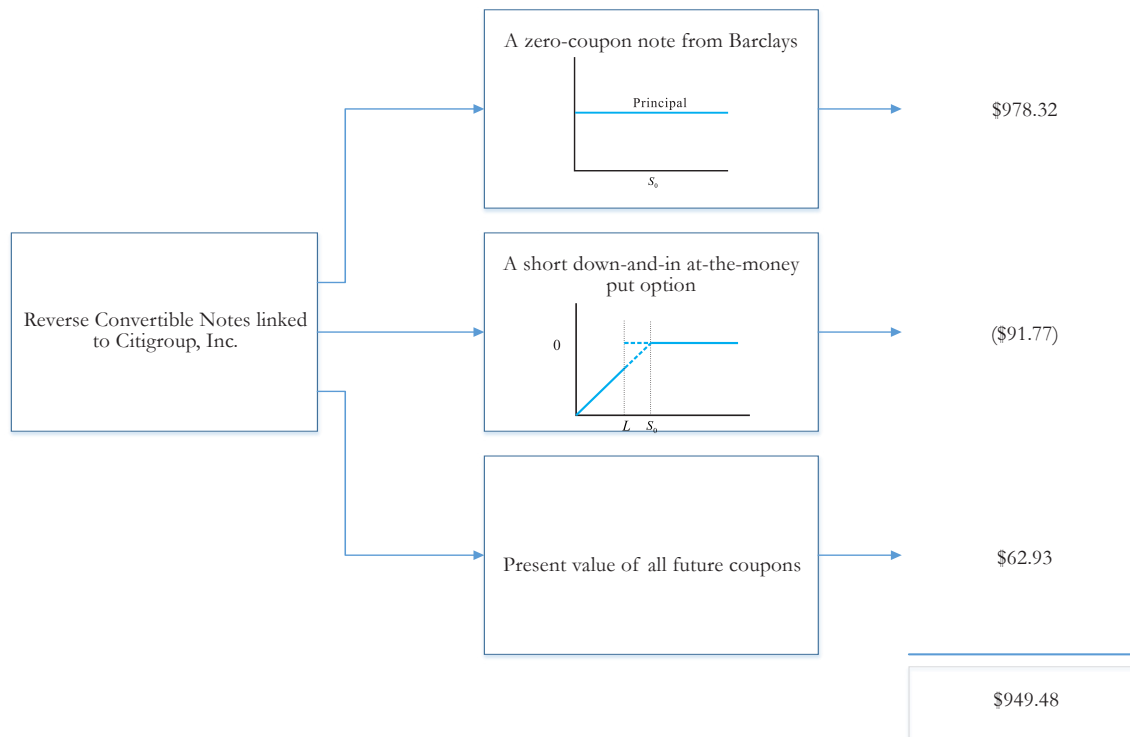 A zero-coupon note from Barclays
Principal
S₀
$978.32
Reverse Convertible Notes linked
to Citigroup, Inc.
A short down-and-in at-the-money
put option
0
L S₀
($91.77)
Present value of all future coupons
$62.93
$949.48